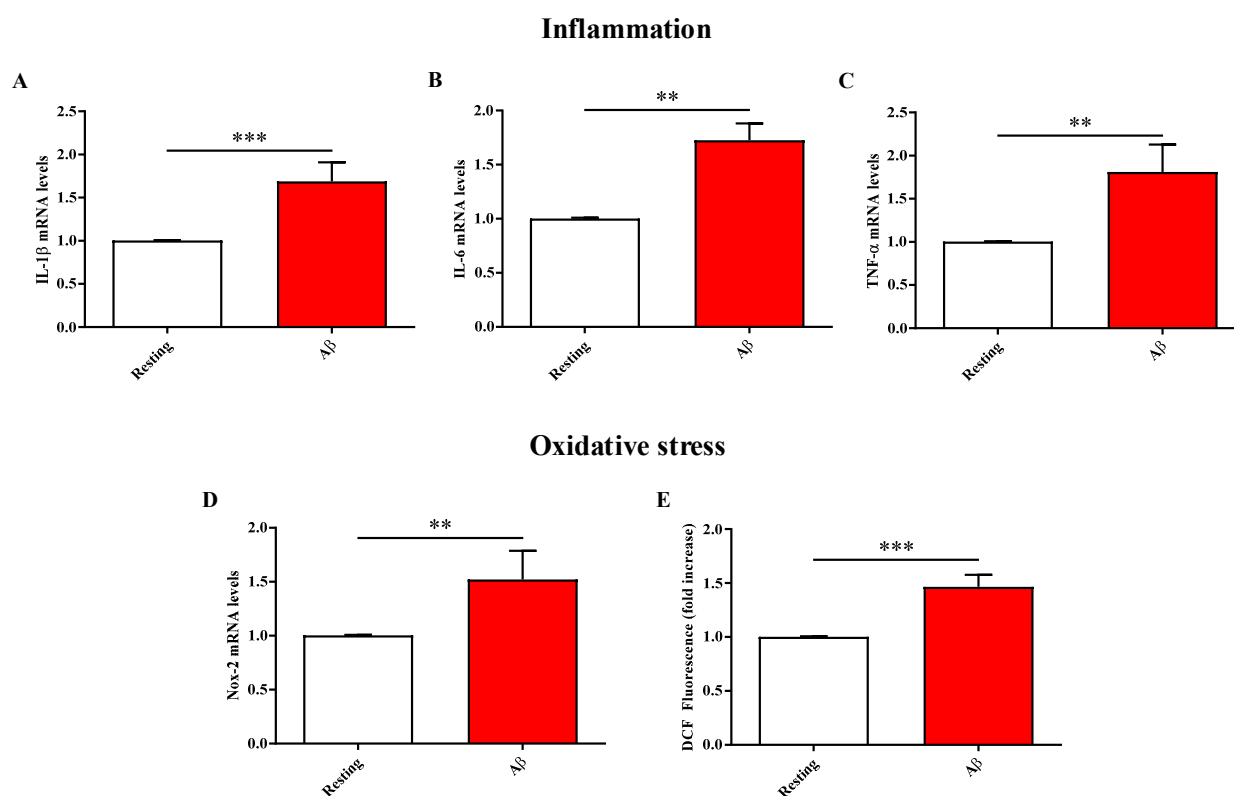 Inflammation
A
IL-1β mRNA levels
2.5
2.0
1.5
1.0
0.5
0.0
***
Resting
Aβ
B
IL-6 mRNA levels
2.0
1.5
1.0
0.5
0.0
**
Resting
Aβ
C
TNF-α mRNA levels
2.5
2.0
1.5
1.0
0.5
0.0
**
Resting
Aβ
Oxidative stress
D
Nox-2 mRNA levels
2.0
1.5
1.0
0.5
0.0
**
Resting
Aβ
E
DCF Fluorescence (fold increase)
2.0
1.5
1.0
0.5
0.0
***
Resting
Aβ